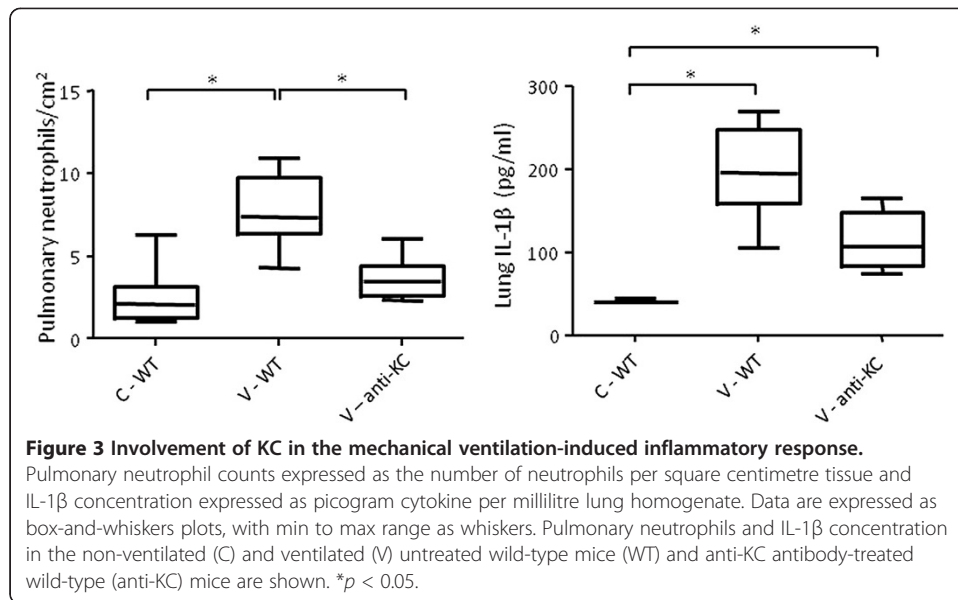 *
*
*
*
Pulmonary neutrophils/cm²
15
10
5
0
C - WT
V - WT
V – anti-KC
Lung IL-1β (pg/ml)
300
200
100
0
C - WT
V - WT
V - anti-KC
Figure 3 Involvement of KC in the mechanical ventilation-induced inflammatory response.
Pulmonary neutrophil counts expressed as the number of neutrophils per square centimetre tissue and
IL-1β concentration expressed as picogram cytokine per millilitre lung homogenate. Data are expressed as
box-and-whiskers plots, with min to max range as whiskers. Pulmonary neutrophils and IL-1β concentration
in the non-ventilated (C) and ventilated (V) untreated wild-type mice (WT) and anti-KC antibody-treated
wild-type (anti-KC) mice are shown. *p < 0.05.